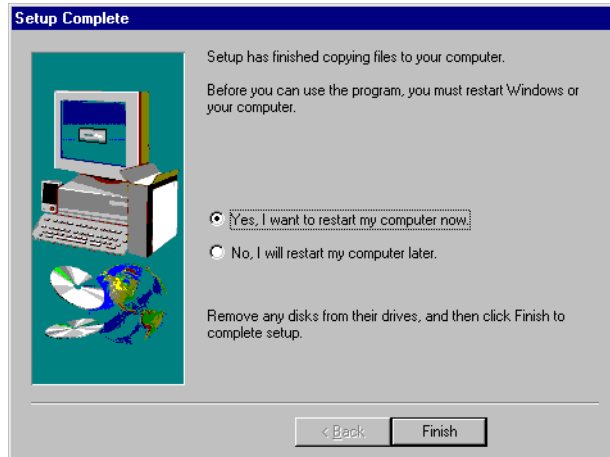 Setup Complete
Setup has finished copying files to your computer.
Before you can use the program, you must restart Windows or
your computer.
Yes, I want to restart my computer now.
No, I will restart my computer later.
Remove any disks from their drives, and then click Finish to
complete setup.
< Back
Finish